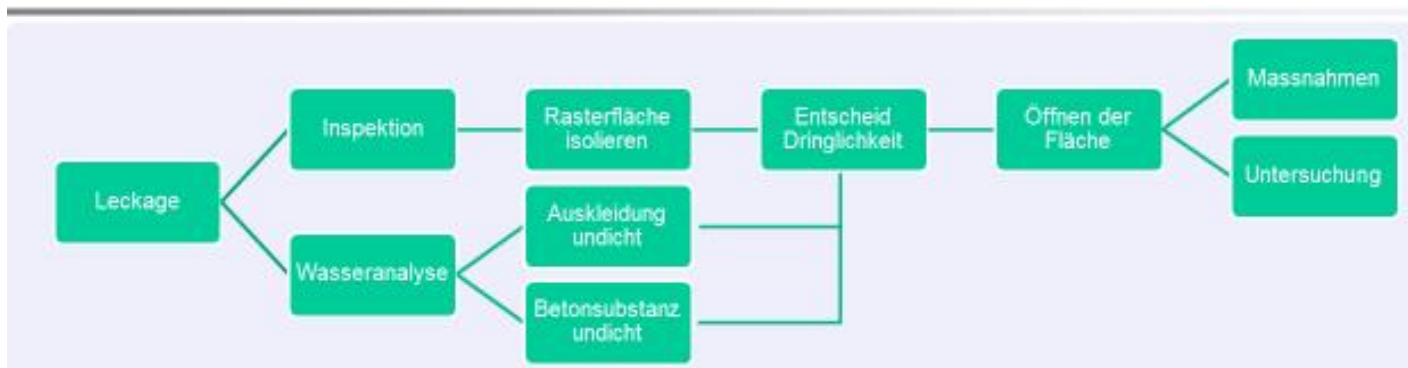 Leckage
Inspektion
Wasseranalyse
Rasterfläche
isolieren
Auskleidung
undicht
Betonsubstanz
undicht
Entscheid
Dringlichkeit
Öffnen der
Fläche
Massnahmen
Untersuchung